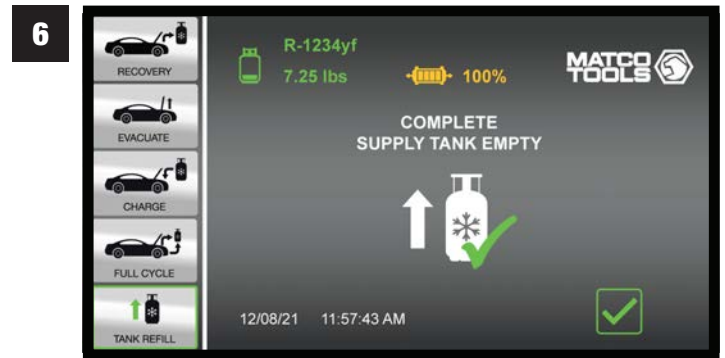 6
RECOVERY
EVACUATE
CHARGE
FULL CYCLE
TANK REFILL
R-1234yf
7.25 lbs
100%
MATCO
TOOLS
COMPLETE
SUPPLY TANK EMPTY
12/08/21 11:57:43 AM